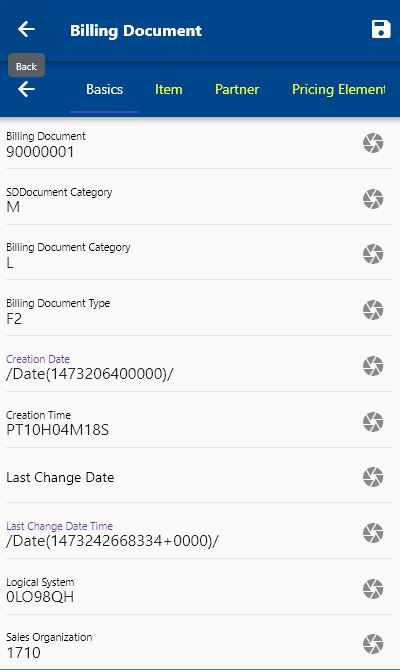 Billing Document
Back
Basics Item Partner Pricing Element
Billing Document
90000001
SDDocument Category
M
Billing Document Category
L
Billing Document Type
F2
Creation Date
/Date(1473206400000)/
Creation Time
PT10H04M18S
Last Change Date
Last Change Date Time
/Date(1473242668334+0000)/
Logical System
0LO98QH
Sales Organization
1710